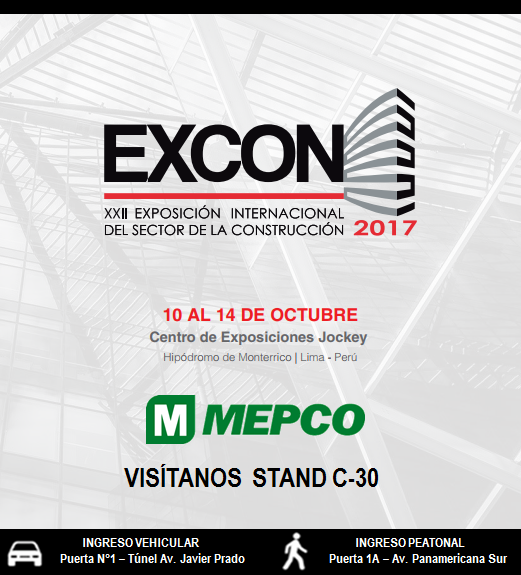 EXCON
XXII EXPOSICIÓN INTERNACIONAL
DEL SECTOR DE LA CONSTRUCCIÓN 2017
10 AL 14 DE OCTUBRE
Centro de Exposiciones Jockey
Hipódromo de Monterrico | Lima - Perú
M MEPCO
VISÍTANOS STAND C-30
INGRESO VEHICULAR
Puerta N°1 – Túnel Av. Javier Prado
INGRESO PEATONAL
Puerta 1A – Av. Panamericana Sur